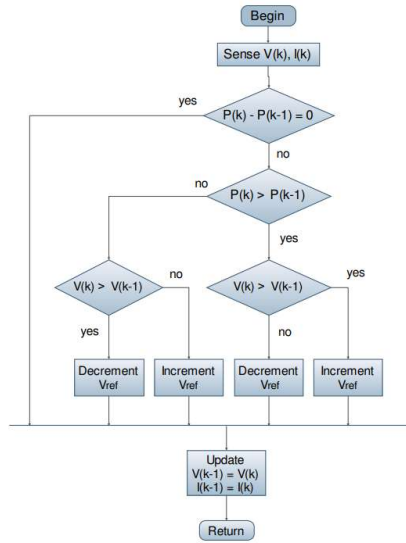 Begin
Sense V(k), I(k)
yes
P(k) - P(k-1) = 0
no
no
P(k) > P(k-1)
yes
V(k) > V(k-1)
no
V(k) > V(k-1)
yes
yes
no
Decrement
Vref
Increment
Vref
Decrement
Vref
Increment
Vref
Update
V(k-1) = V(k)
I(k-1) = I(k)
Return